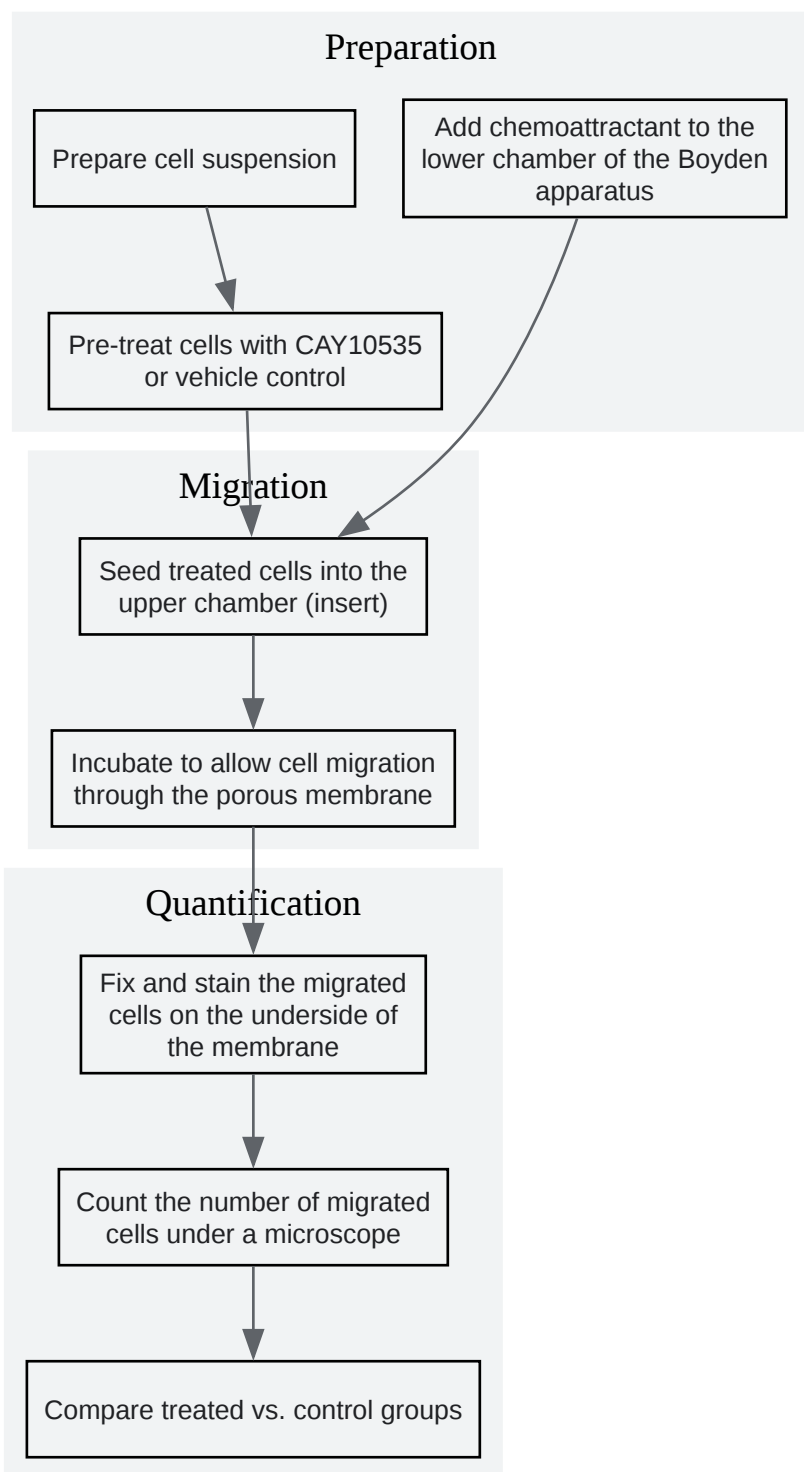 Preparation
Prepare cell suspension
Add chemoattractant to the
lower chamber of the Boyden
apparatus
Pre-treat cells with CAY10535
or vehicle control
Migration
Seed treated cells into the
upper chamber (insert)
Incubate to allow cell migration
through the porous membrane
Quantification
Fix and stain the migrated
cells on the underside of
the membrane
Count the number of migrated
cells under a microscope
Compare treated vs. control groups